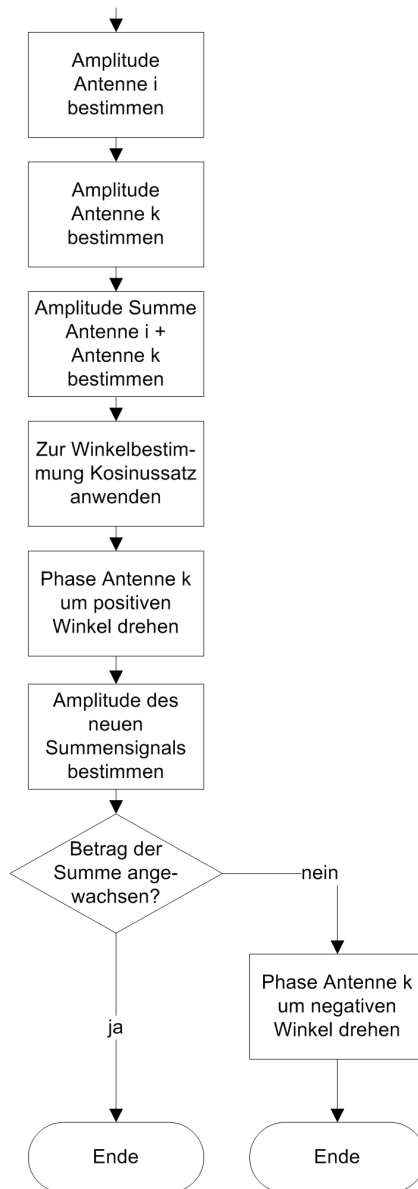 Amplitude
Antenne i
bestimmen
Amplitude
Antenne k
bestimmen
Amplitude Summe
Antenne i +
Antenne k
bestimmen
Zur Winkelbestim-
mung Kosinussatz
anwenden
Phase Antenne k
um positiven
Winkel drehen
Amplitude des
neuen
Summensignals
bestimmen
Betrag der
Summe ange-
wachsen?
nein
Phase Antenne k
um negativen
Winkel drehen
ja
Ende
Ende